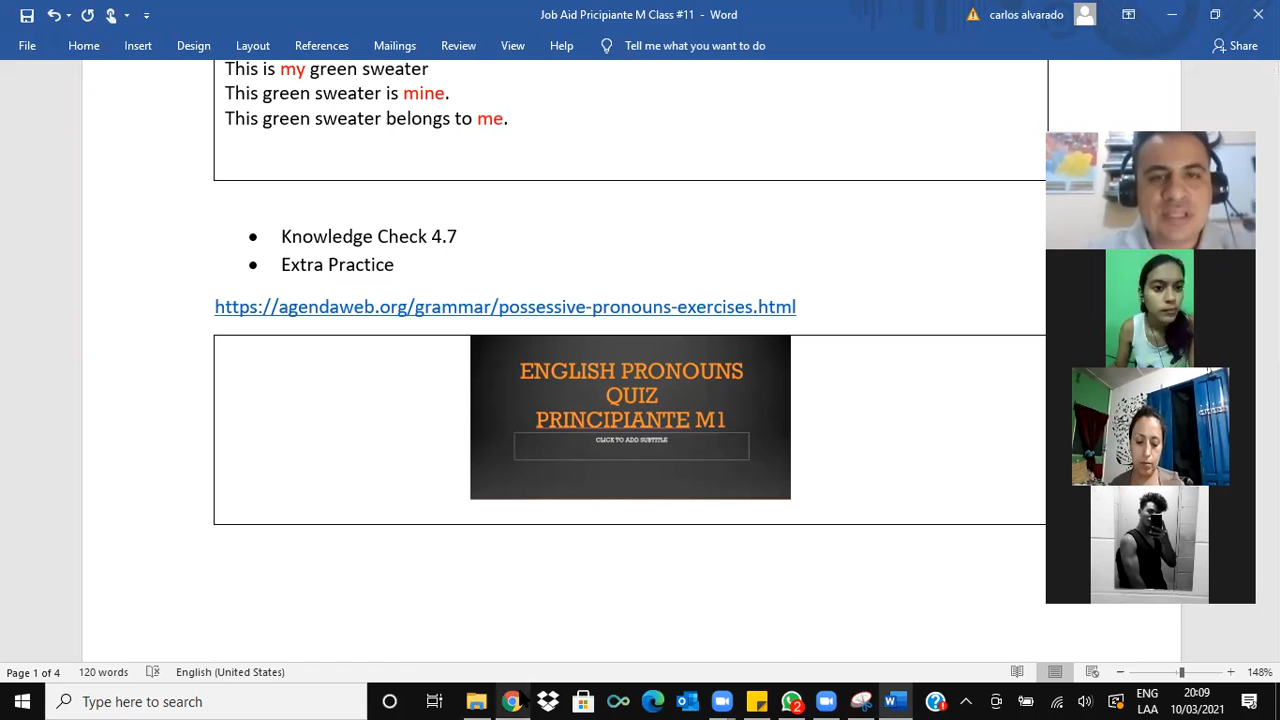 Job Aid Pricipiante M Class #11 - Word
carlos alvarado
File Home Insert Design Layout References Mailings Review View Help Tell me what you want to do Share
This is my green sweater
This green sweater is mine.
This green sweater belongs to me.
• Knowledge Check 4.7
• Extra Practice
https://agendaweb.org/grammar/possessive-pronouns-exercises.html
ENGLISH PRONOUNS
QUIZ
PRINCIPIANTE M1
CLICK TO ADD SUBTITLE
Page 1 of 4 120 words English (United States) 148%
Type here to search
2
ENG
LAA
20:09
10/03/2021